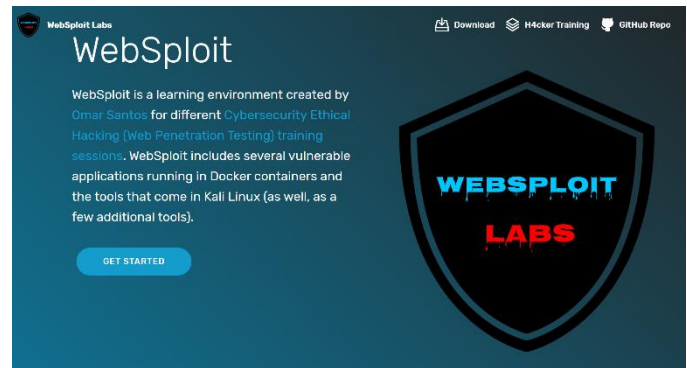 WebSploit Labs
Download
H4cker Training
GitHub Repo
WebSploit
WebSploit is a learning environment created by
Omar Santos for different Cybersecurity Ethical
Hacking (Web Penetration Testing) training
sessions. WebSploit includes several vulnerable
applications running in Docker containers and
the tools that come in Kali Linux (as well, as a
few additional tools).
GET STARTED
WEBSPLOIT
LABS